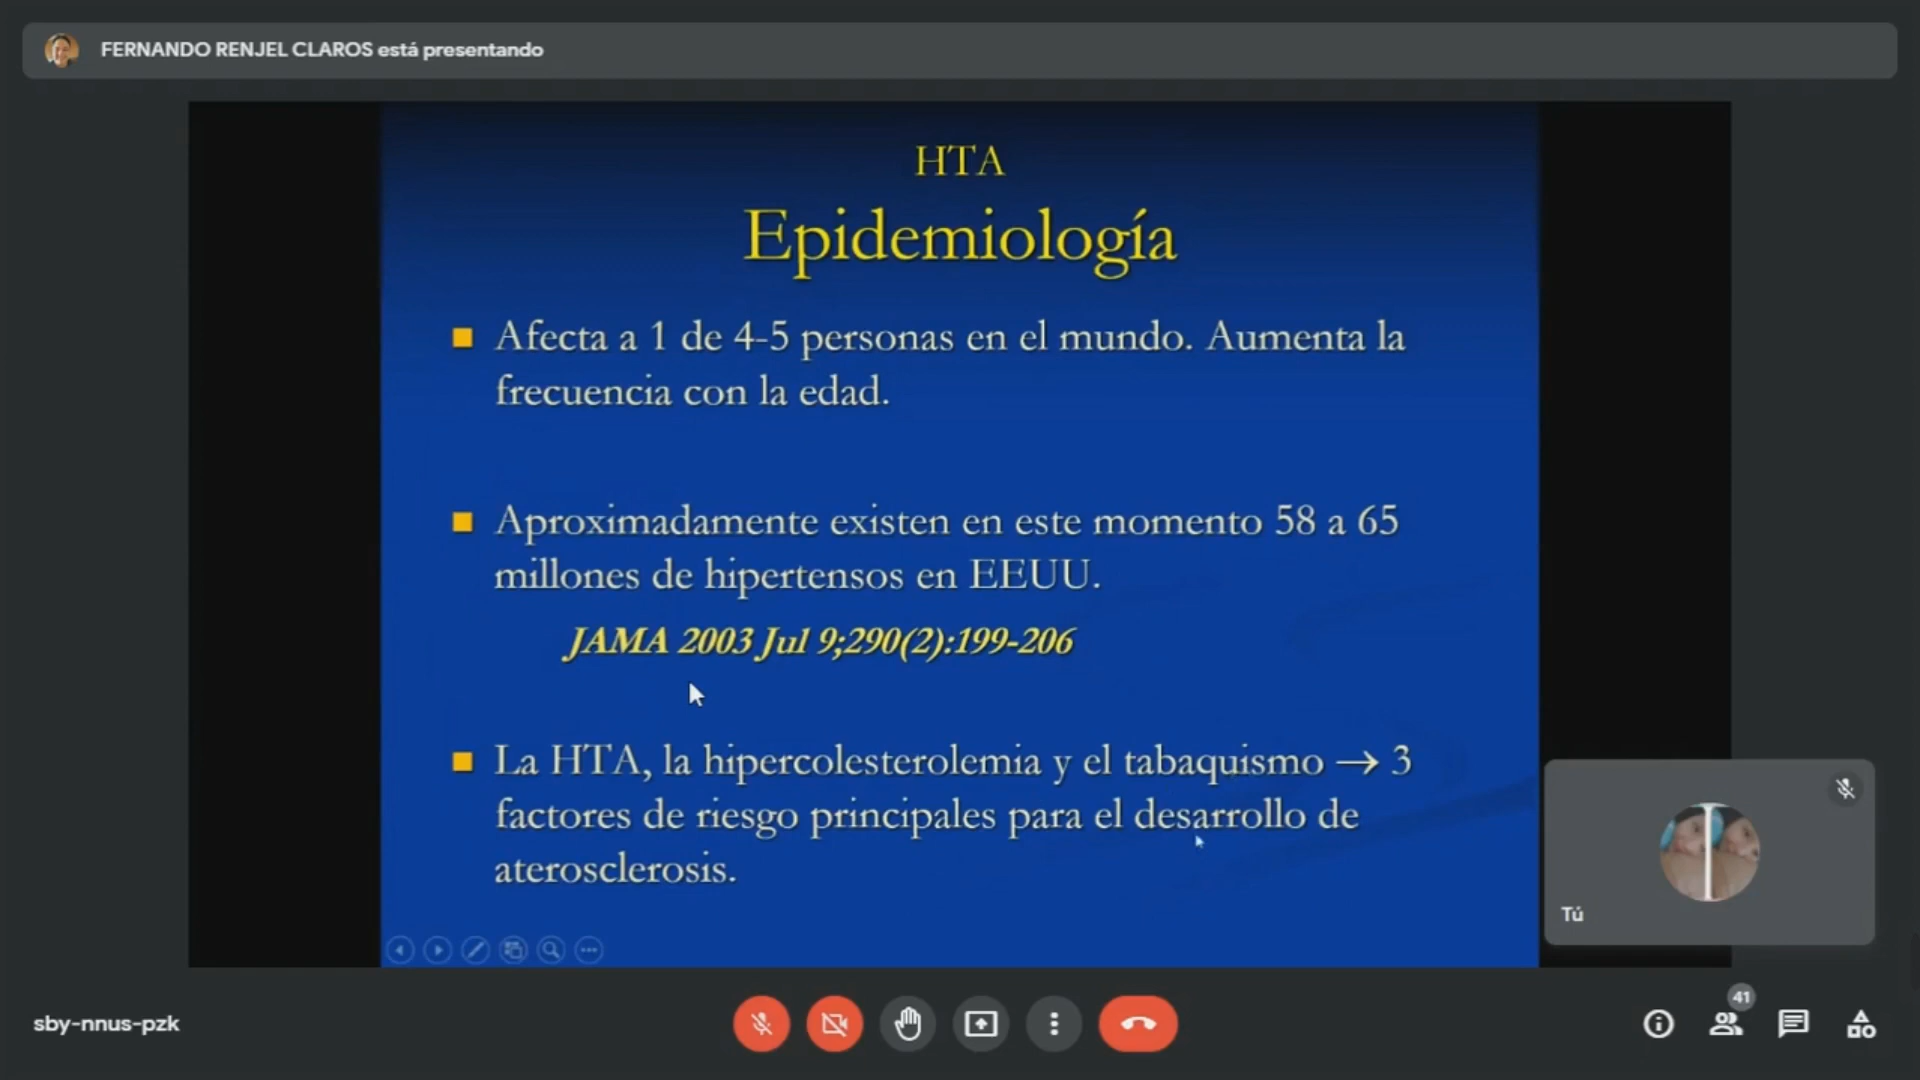 FERNANDO RENJEL CLAROS está presentando
HTA
Epidemiología
Afecta a 1 de 4-5 personas en el mundo. Aumenta la
frecuencia con la edad.
Aproximadamente existen en este momento 58 a 65
millones de hipertensos en EEUU.
JAMA 2003 Jul 9;290(2):199-206
La HTA, la hipercolesterolemia y el tabaquismo → 3
factores de riesgo principales para el desarrollo de
aterosclerosis.
Tú
sby-nnus-pzk
41